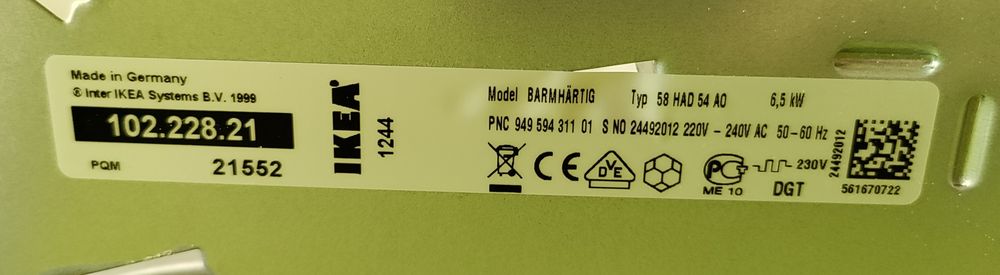 Made in Germany
® Inter IKEA Systems B.V. 1999
102.228.21
PQM 21552
IKEA®
1244
Model BARMHÄRTIG Typ 58 HAD 54 AO 6,5 kW
PNC 949 594 311 01 S NO 24492012 220V – 240V AC 50–60 Hz
CE DVE PC ME 10 230V
DGT
24492012
561670722